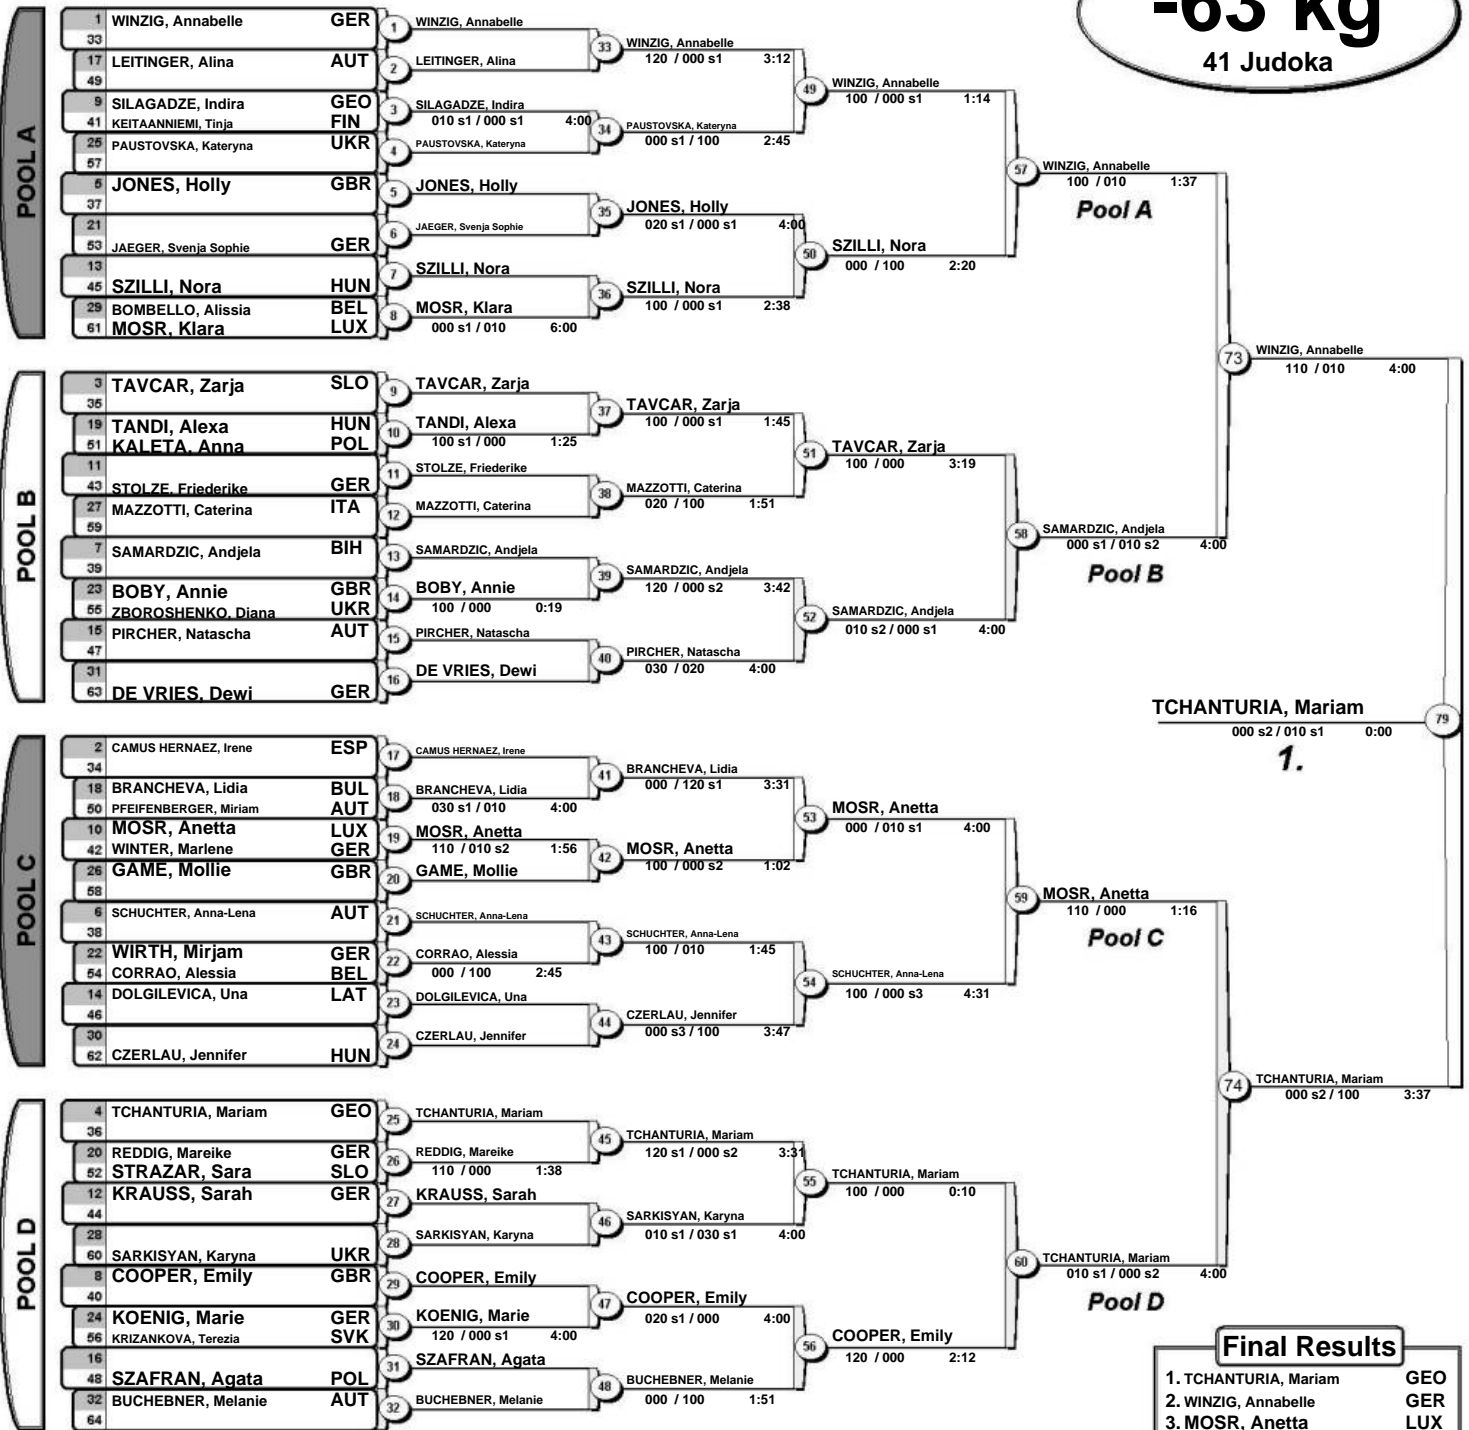 -63 kg
41 Judoka
POOL A
1 WINZIG, Annabelle GER
33
17 LEITINGER, Alina AUT
49
9 SILAGADZE, Indira GEO
41 KEITAANNIEMI, Tinja FIN
25 PAUSTOVSKA, Kateryna UKR
57
5 JONES, Holly GBR
37
21
53 JAEGER, Svenja Sophie GER
13
45 SZILLI, Nora HUN
29 BOMBELLO, Alissia BEL
61 MOSR, Klara LUX
1 WINZIG, Annabelle
2 LEITINGER, Alina
3 SILAGADZE, Indira
010 s1 / 000 s1 4:00
4 PAUSTOVSKA, Kateryna
5 JONES, Holly
6 JAEGER, Svenja Sophie
7 SZILLI, Nora
8 MOSR, Klara
000 s1 / 010 6:00
33 WINZIG, Annabelle
120 / 000 s1 3:12
34 PAUSTOVSKA, Kateryna
000 s1 / 100 2:45
35 JONES, Holly
020 s1 / 000 s1 4:00
36 SZILLI, Nora
100 / 000 s1 2:38
49 WINZIG, Annabelle
100 / 000 s1 1:14
50 SZILLI, Nora
000 / 100 2:20
57 WINZIG, Annabelle
100 / 010 1:37
Pool A
POOL B
3 TAVCAR, Zarja SLO
35
19 TANDI, Alexa HUN
51 KALETA, Anna POL
11
43 STOLZE, Friederike GER
27 MAZZOTTI, Caterina ITA
59
7 SAMARDZIC, Andjela BIH
39
23 BOBY, Annie GBR
55 ZBOROSHENKO, Diana UKR
15 PIRCHER, Natascha AUT
47
31
63 DE VRIES, Dewi GER
9 TAVCAR, Zarja
10 TANDI, Alexa
100 s1 / 000 1:25
11 STOLZE, Friederike
12 MAZZOTTI, Caterina
13 SAMARDZIC, Andjela
14 BOBY, Annie
100 / 000 0:19
15 PIRCHER, Natascha
16 DE VRIES, Dewi
37 TAVCAR, Zarja
100 / 000 s1 1:45
38 MAZZOTTI, Caterina
020 / 100 1:51
39 SAMARDZIC, Andjela
120 / 000 s2 3:42
40 PIRCHER, Natascha
030 / 020 4:00
51 TAVCAR, Zarja
100 / 000 3:19
52 SAMARDZIC, Andjela
010 s2 / 000 s1 4:00
58 SAMARDZIC, Andjela
000 s1 / 010 s2 4:00
Pool B
73 WINZIG, Annabelle
110 / 010 4:00
TCHANTURIA, Mariam 79
000 s2 / 010 s1 0:00
1.
POOL C
2 CAMUS HERNAEZ, Irene ESP
34
18 BRANCHEVA, Lidia BUL
50 PFEIFENBERGER, Miriam AUT
10 MOSR, Anetta LUX
42 WINTER, Marlene GER
26 GAME, Mollie GBR
58
6 SCHUCHTER, Anna-Lena AUT
38
22 WIRTH, Mirjam GER
54 CORRAO, Alessia BEL
14 DOLGILEVICA, Una LAT
46
30
62 CZERLAU, Jennifer HUN
17 CAMUS HERNAEZ, Irene
18 BRANCHEVA, Lidia
030 s1 / 010 4:00
19 MOSR, Anetta
110 / 010 s2 1:56
20 GAME, Mollie
21 SCHUCHTER, Anna-Lena
22 CORRAO, Alessia
000 / 100 2:45
23 DOLGILEVICA, Una
24 CZERLAU, Jennifer
41 BRANCHEVA, Lidia
000 / 120 s1 3:31
42 MOSR, Anetta
100 / 000 s2 1:02
43 SCHUCHTER, Anna-Lena
100 / 010 1:45
44 CZERLAU, Jennifer
000 s3 / 100 3:47
53 MOSR, Anetta
000 / 010 s1 4:00
54 SCHUCHTER, Anna-Lena
100 / 000 s3 4:31
59 MOSR, Anetta
110 / 000 1:16
Pool C
74 TCHANTURIA, Mariam
000 s2 / 100 3:37
POOL D
4 TCHANTURIA, Mariam GEO
36
20 REDDIG, Mareike GER
52 STRAZAR, Sara SLO
12 KRAUSS, Sarah GER
44
28
60 SARKISYAN, Karyna UKR
8 COOPER, Emily GBR
40
24 KOENIG, Marie GER
56 KRIZANKOVA, Terezia SVK
16
48 SZAFRAN, Agata POL
32 BUCHEBNER, Melanie AUT
64
25 TCHANTURIA, Mariam
26 REDDIG, Mareike
110 / 000 1:38
27 KRAUSS, Sarah
28 SARKISYAN, Karyna
29 COOPER, Emily
30 KOENIG, Marie
120 / 000 s1 4:00
31 SZAFRAN, Agata
32 BUCHEBNER, Melanie
45 TCHANTURIA, Mariam
120 s1 / 000 s2 3:31
46 SARKISYAN, Karyna
010 s1 / 030 s1 4:00
47 COOPER, Emily
020 s1 / 000 4:00
48 BUCHEBNER, Melanie
000 / 100 1:51
55 TCHANTURIA, Mariam
100 / 000 0:10
56 COOPER, Emily
120 / 000 2:12
60 TCHANTURIA, Mariam
010 s1 / 000 s2 4:00
Pool D
Final Results
1. TCHANTURIA, Mariam GEO
2. WINZIG, Annabelle GER
3. MOSR, Anetta LUX